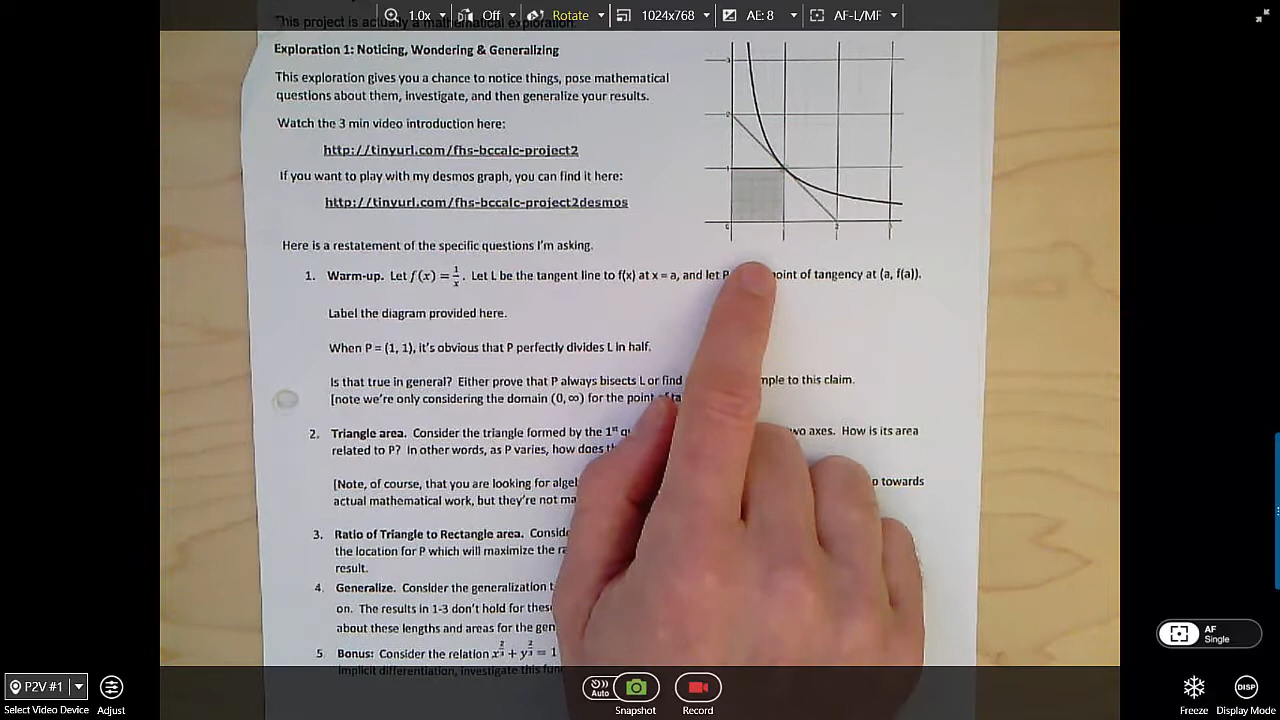 This project is actually a mathematical exploration
1.0x Off Rotate 1024x768 AE: 8 AF-L/MF
Exploration 1: Noticing, Wondering & Generalizing
This exploration gives you a chance to notice things, pose mathematical
questions about them, investigate, and then generalize your results.
Watch the 3 min video introduction here:
http://tinyurl.com/fhs-bccalc-project2
If you want to play with my desmos graph, you can find it here:
http://tinyurl.com/fhs-bccalc-project2desmos
Here is a restatement of the specific questions I'm asking.
1. Warm-up. Let f(x) = 1/x. Let L be the tangent line to f(x) at x = a, and let P point of tangency at (a, f(a)).
Label the diagram provided here.
When P = (1, 1), it's obvious that P perfectly divides L in half.
Is that true in general? Either prove that P always bisects L or find to this claim.
[note we're only considering the domain (0, ∞) for the point
2. Triangle area. Consider the triangle formed by the 1st two axes. How is its area
related to P? In other words, as P varies, how does
[Note, of course, that you are looking for towards
actual mathematical work, but they're not
3. Ratio of Triangle to Rectangle area.
the location for P which will maximize the
result.
4. Generalize. Consider the generalization
on. The results in 1-3 don't hold for
about these lengths and areas for the
5. Bonus: Consider the relation x^(2/3) + y^(2/3) = 1
implicit differentiation, investigate this
AF
Single
P2V #1
Select Video Device
Adjust
Auto
Snapshot
Record
Freeze
DISP
Display Mode